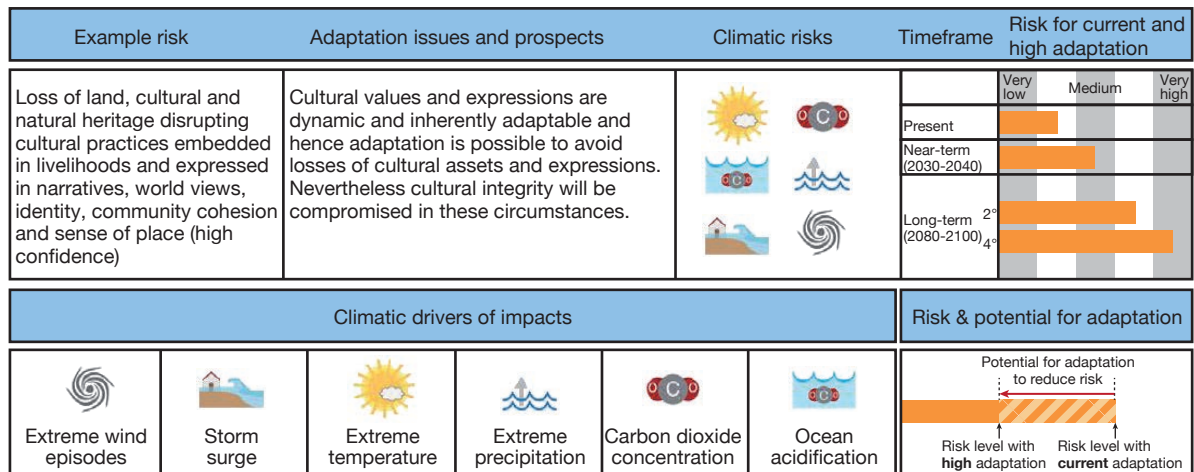 Example risk
Adaptation issues and prospects
Climatic risks
Timeframe
Risk for current and
high adaptation
Loss of land, cultural and
natural heritage disrupting
cultural practices embedded
in livelihoods and expressed
in narratives, world views,
identity, community cohesion
and sense of place (high
confidence)
Cultural values and expressions are
dynamic and inherently adaptable and
hence adaptation is possible to avoid
losses of cultural assets and expressions.
Nevertheless cultural integrity will be
compromised in these circumstances.
O C O
O C O
Very
low
Medium
Very
high
Present
Near-term
(2030-2040)
Long-term
(2080-2100)
2°
4°
Climatic drivers of impacts
Risk & potential for adaptation
O C O
O C O
Extreme wind
episodes
Storm
surge
Extreme
temperature
Extreme
precipitation
Carbon dioxide
concentration
Ocean
acidification
Potential for adaptation
to reduce risk
Risk level with
high adaptation
Risk level with
current adaptation